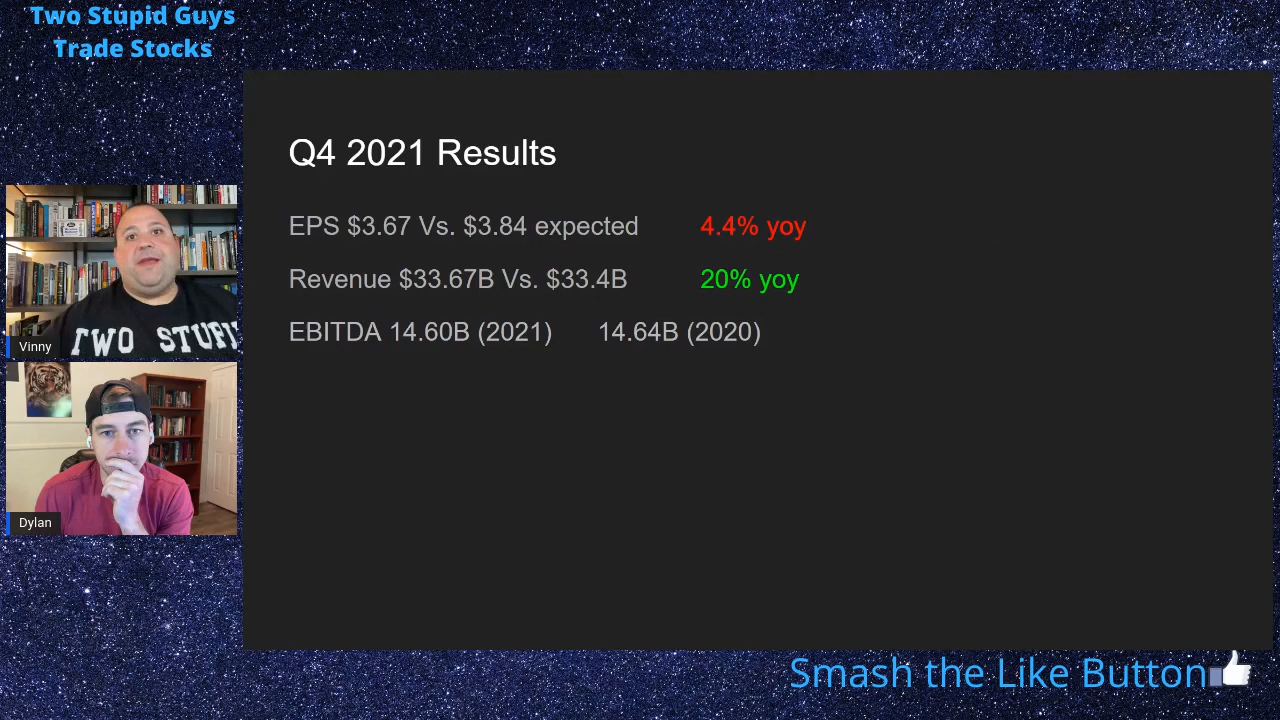 Two Stupid Guys
Trade Stocks
Q4 2021 Results
EPS $3.67 Vs. $3.84 expected 4.4% yoy
Revenue $33.67B Vs. $33.4B 20% yoy
EBITDA 14.60B (2021) 14.64B (2020)
TWO STUPI
Vinny
Dylan
Smash the Like Button